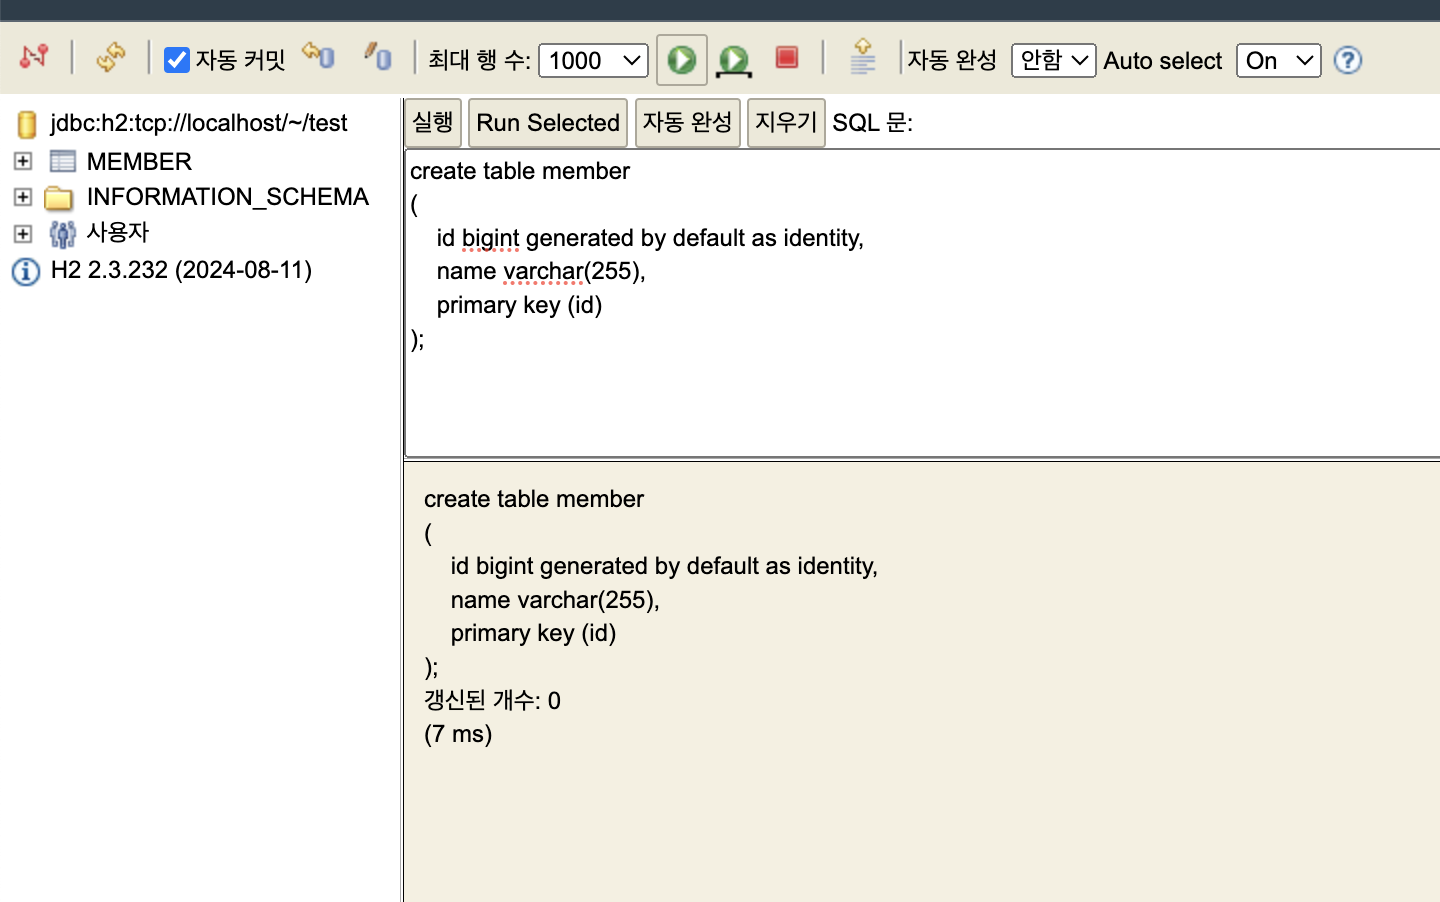 자동 커밋 최대 행 수: 1000 자동 완성 안함 Auto select On
jdbc:h2:tcp://localhost/~/test
MEMBER
INFORMATION_SCHEMA
사용자
H2 2.3.232 (2024-08-11)
실행 Run Selected 자동 완성 지우기 SQL 문:
create table member
(
id bigint generated by default as identity,
name varchar(255),
primary key (id)
);
create table member
(
id bigint generated by default as identity,
name varchar(255),
primary key (id)
);
갱신된 개수: 0
(7 ms)